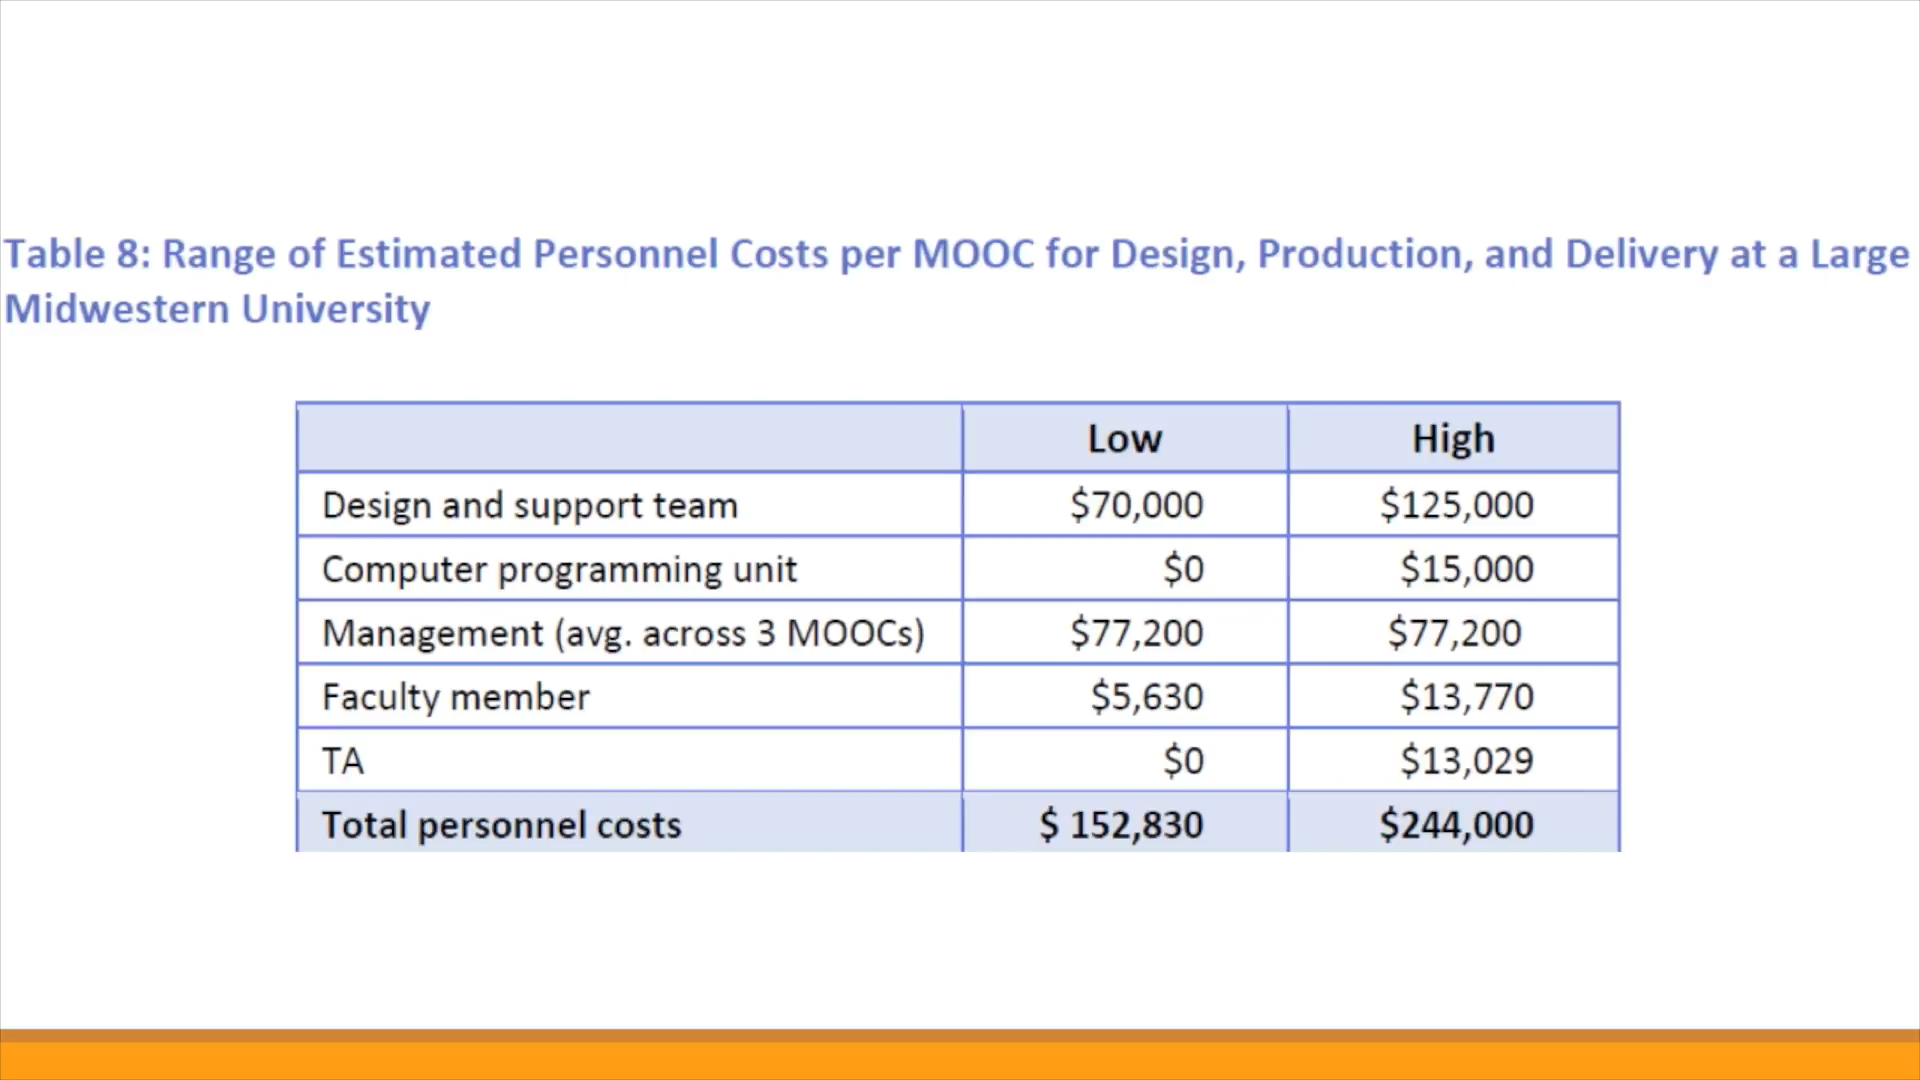 Table 8: Range of Estimated Personnel Costs per MOOC for Design, Production, and Delivery at a Large
Midwestern University
Low High
Design and support team $70,000 $125,000
Computer programming unit $0 $15,000
Management (avg. across 3 MOOCs) $77,200 $77,200
Faculty member $5,630 $13,770
TA $0 $13,029
Total personnel costs $ 152,830 $244,000